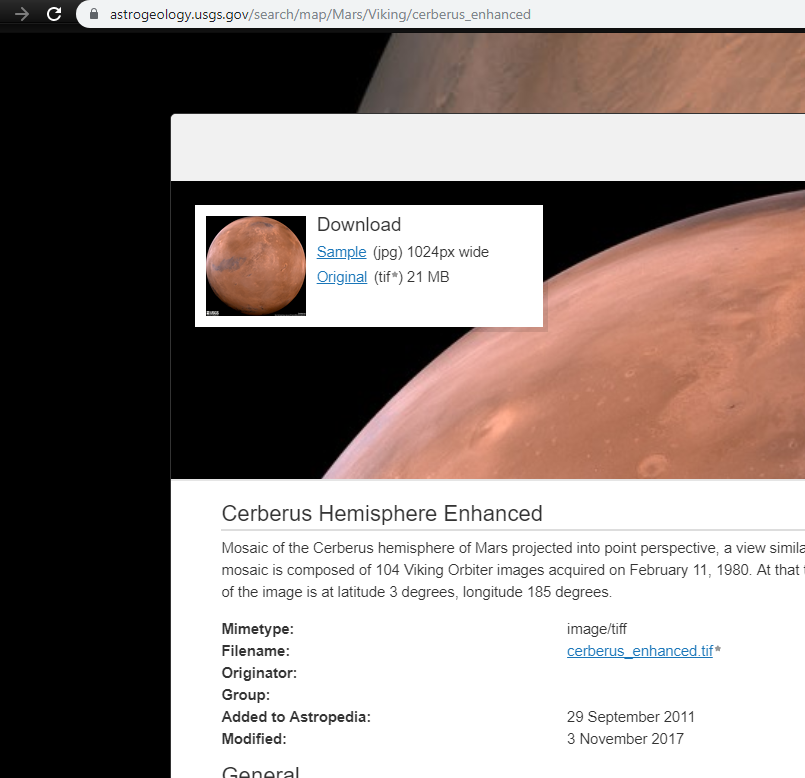 astrogeology.usgs.gov/search/map/Mars/Viking/cerberus_enhanced
Download
Sample (jpg) 1024px wide
Original (tif*) 21 MB
USGS
Cerberus Hemisphere Enhanced
Mosaic of the Cerberus hemisphere of Mars projected into point perspective, a view simila
mosaic is composed of 104 Viking Orbiter images acquired on February 11, 1980. At that t
of the image is at latitude 3 degrees, longitude 185 degrees.
Mimetype: image/tiff
Filename: cerberus_enhanced.tif*
Originator:
Group:
Added to Astropedia: 29 September 2011
Modified: 3 November 2017
General